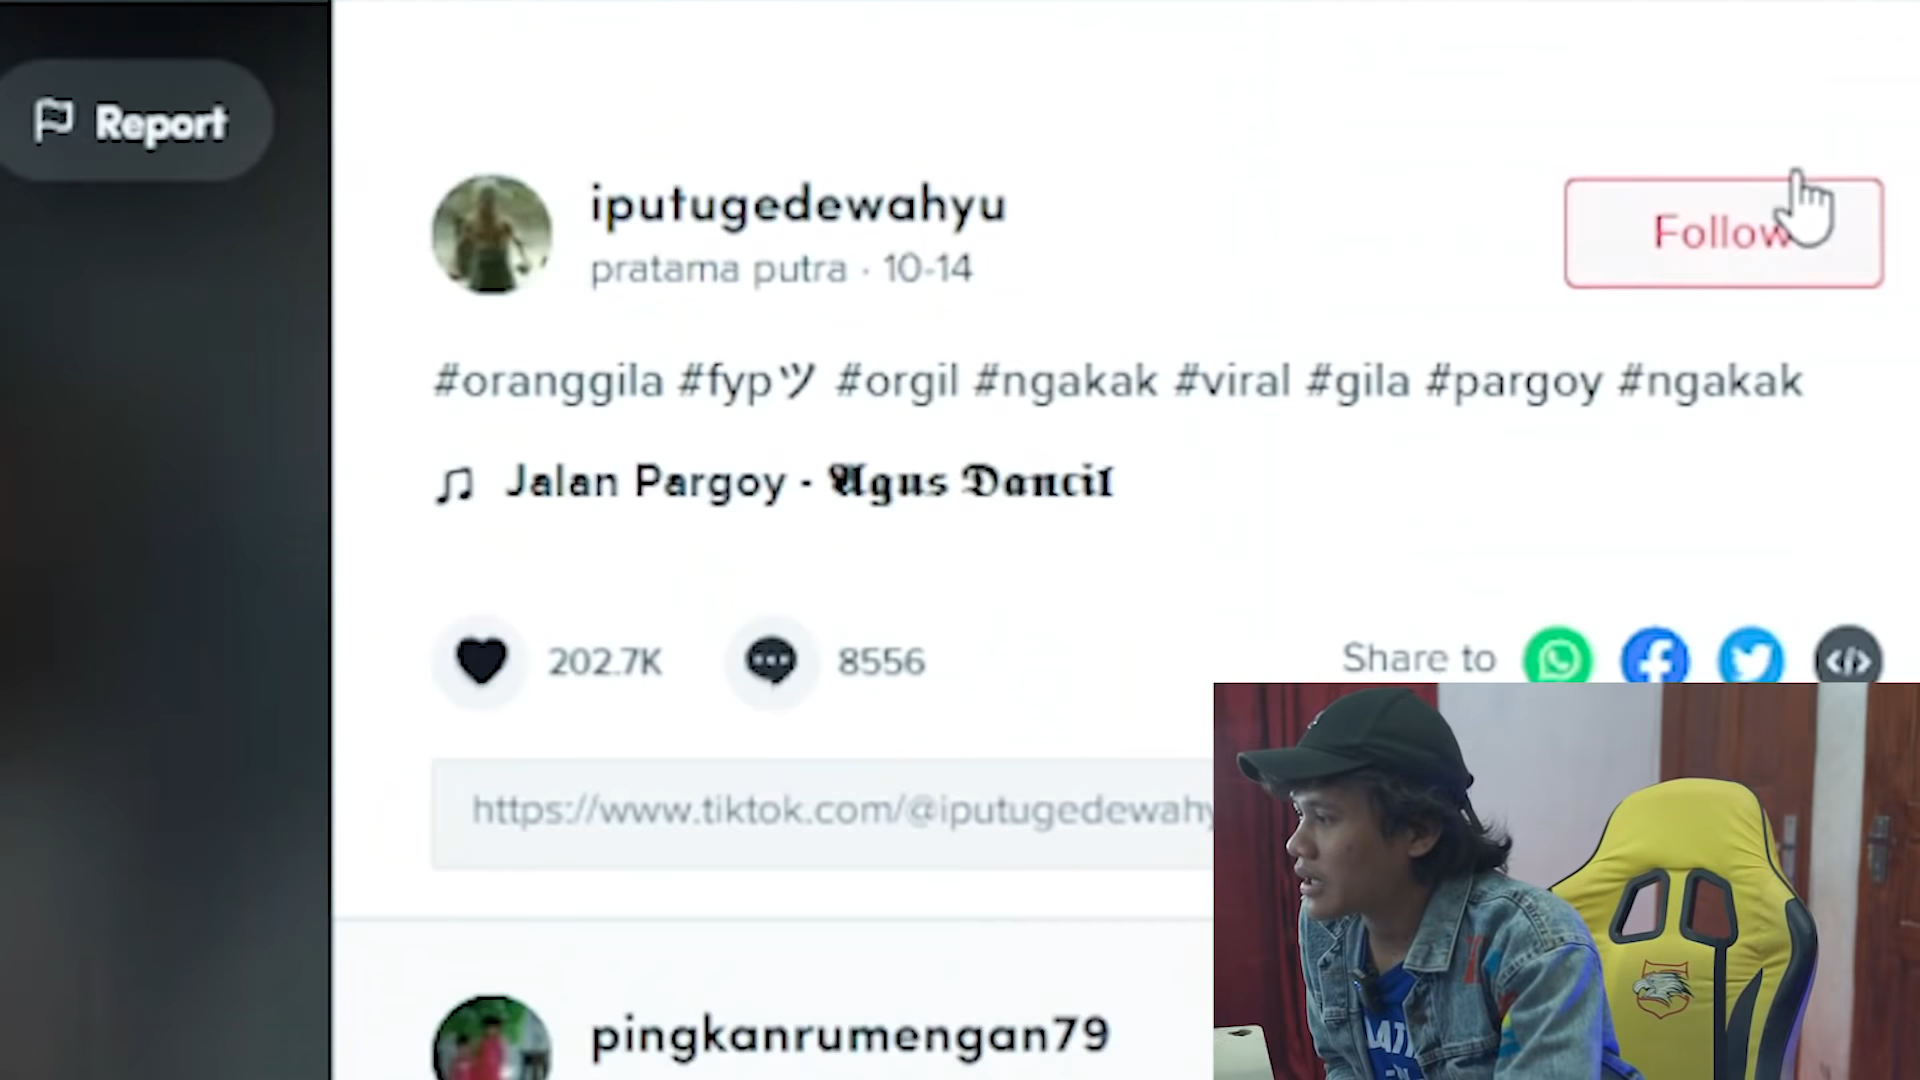 Report
iputugedewahyu
pratama putra · 10-14
Follow
#oranggila #fypツ #orgil #ngakak #viral #gila #pargoy #ngakak
Jalan Pargoy - 𝕬𝖌𝖚𝖘 𝕯𝖆𝖓𝖈𝖎𝖑
202.7K
8556
Share to
https://www.tiktok.com/@iputugedewahy
pingkanrumengan79